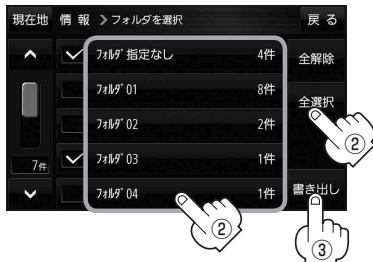 現在地 情 報 ❯フォルダを選択 戻 る
フォルダ 指定なし 4件 全解除
フォルダ 01 8件
全選択
フォルダ 02 2件
②
7件 フォルダ 03 1件
フォルダ 04 1件 書き出し
②
③